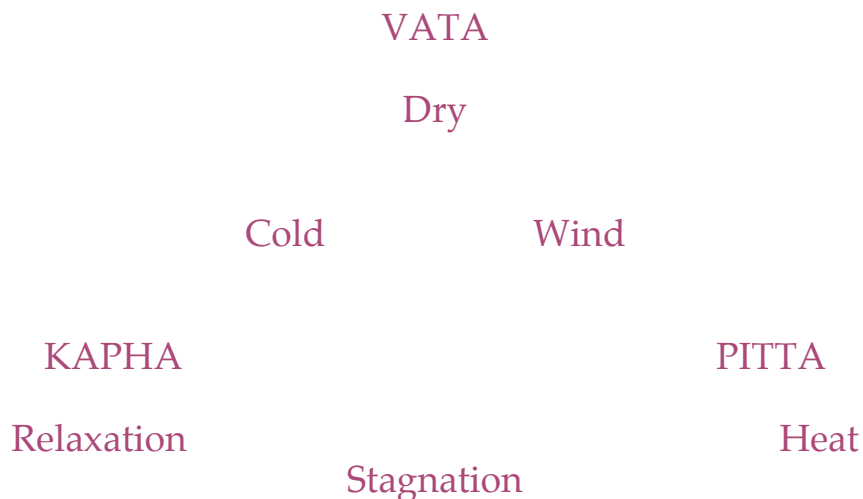 VATA
Dry
Cold Wind
KAPHA PITTA
Relaxation Heat
Stagnation